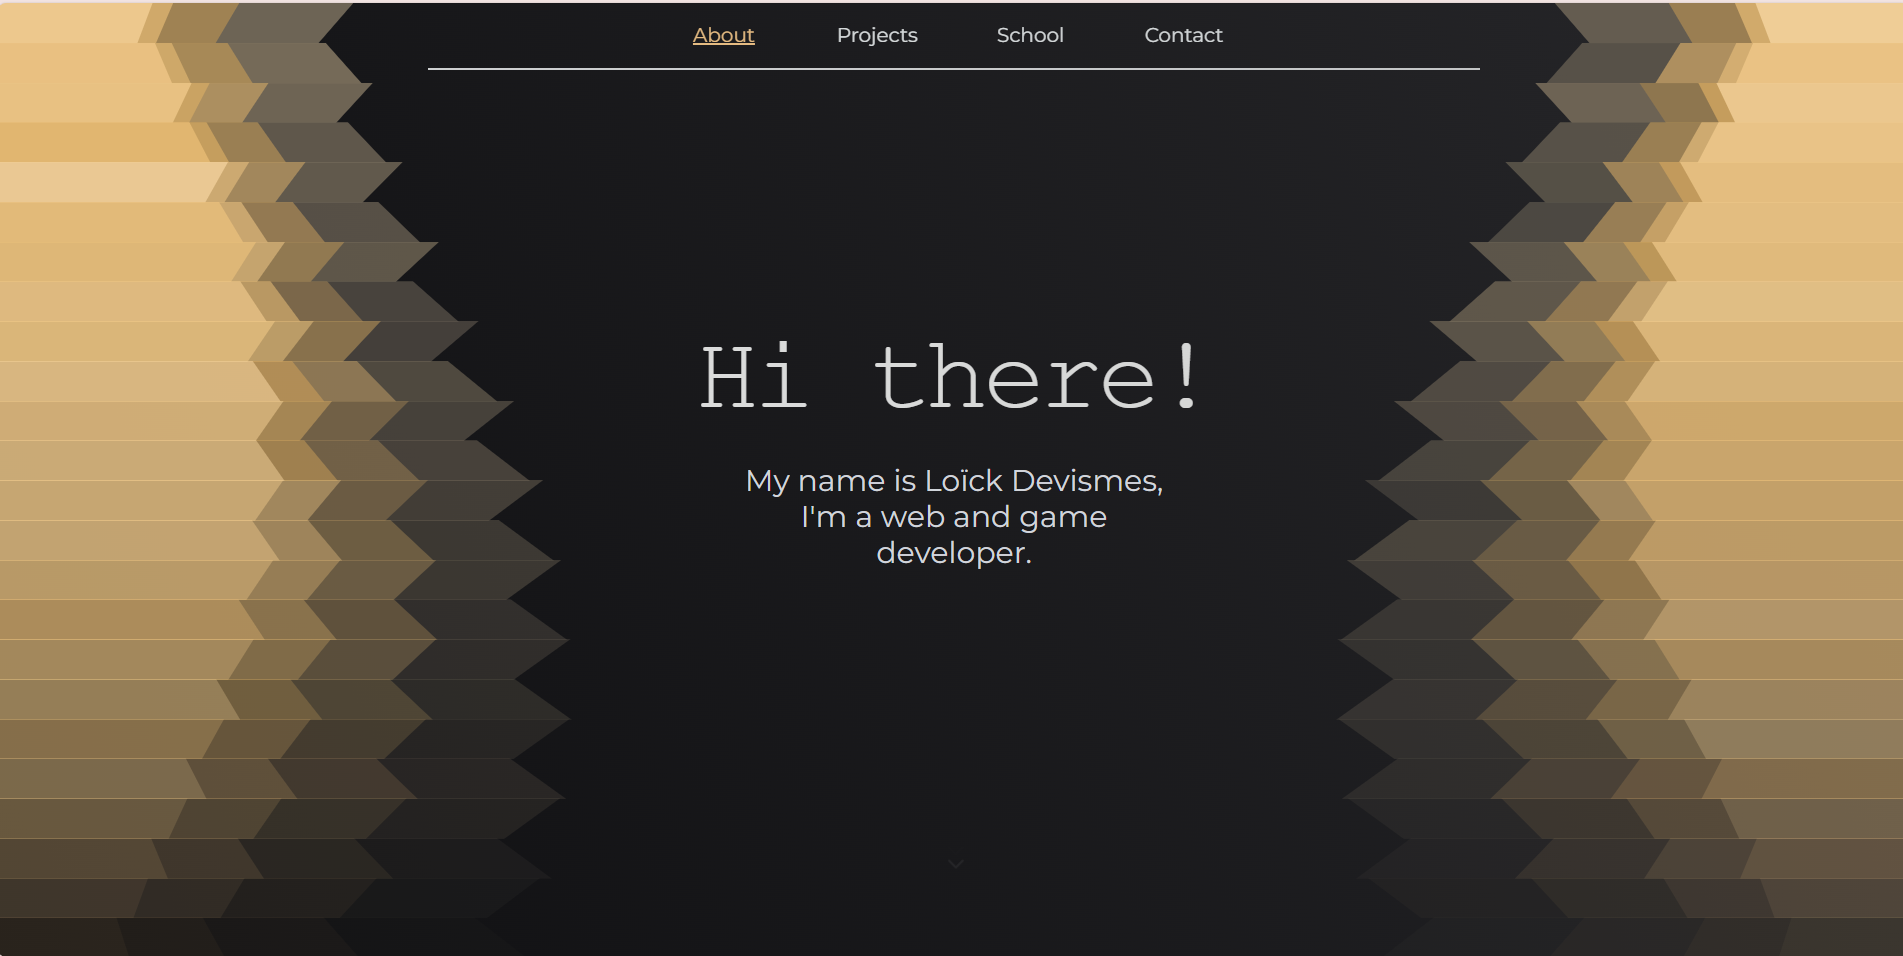 About Projects School Contact
Hi there!
My name is Loïck Devismes,
I'm a web and game
developer.